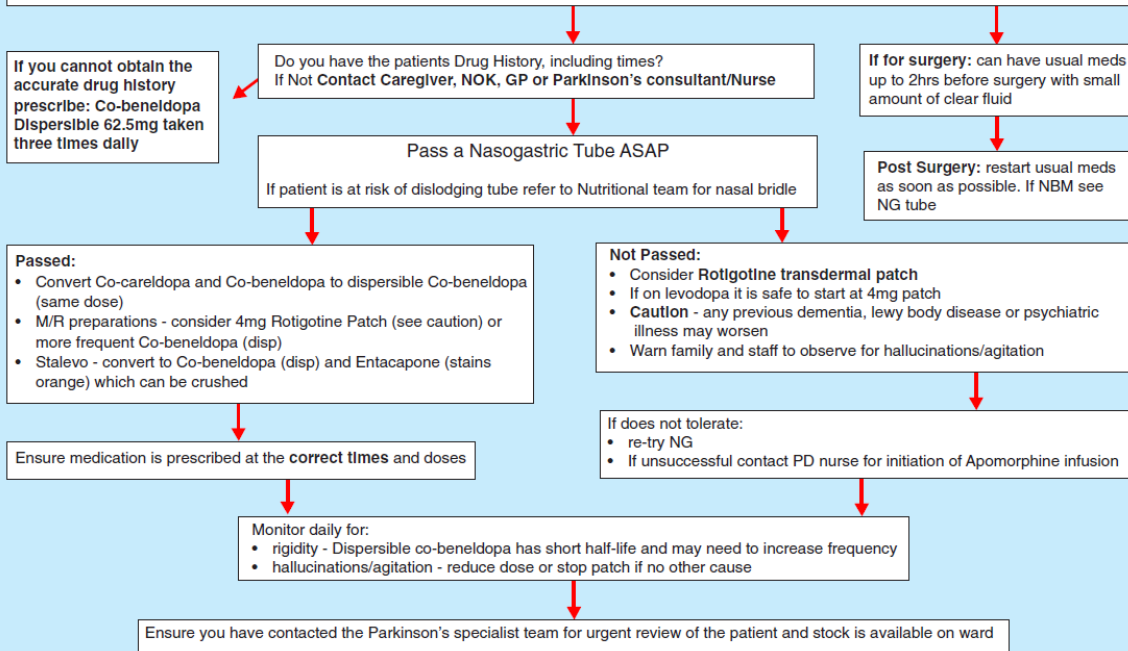 If you cannot obtain the
accurate drug history
prescribe: Co-beneldopa
Dispersible 62.5mg taken
three times daily
Do you have the patients Drug History, including times?
If Not Contact Caregiver, NOK, GP or Parkinson's consultant/Nurse
If for surgery: can have usual meds
up to 2hrs before surgery with small
amount of clear fluid
Pass a Nasogastric Tube ASAP
If patient is at risk of dislodging tube refer to Nutritional team for nasal bridle
Post Surgery: restart usual meds
as soon as possible. If NBM see
NG tube
Passed:
• Convert Co-careldopa and Co-beneldopa to dispersible Co-beneldopa
(same dose)
• M/R preparations - consider 4mg Rotigotine Patch (see caution) or
more frequent Co-beneldopa (disp)
• Stalevo - convert to Co-beneldopa (disp) and Entacapone (stains
orange) which can be crushed
Not Passed:
• Consider Rotigotine transdermal patch
• If on levodopa it is safe to start at 4mg patch
• Caution - any previous dementia, lewy body disease or psychiatric
illness may worsen
• Warn family and staff to observe for hallucinations/agitation
Ensure medication is prescribed at the correct times and doses
If does not tolerate:
• re-try NG
• If unsuccessful contact PD nurse for initiation of Apomorphine infusion
Monitor daily for:
• rigidity - Dispersible co-beneldopa has short half-life and may need to increase frequency
• hallucinations/agitation - reduce dose or stop patch if no other cause
Ensure you have contacted the Parkinson's specialist team for urgent review of the patient and stock is available on ward